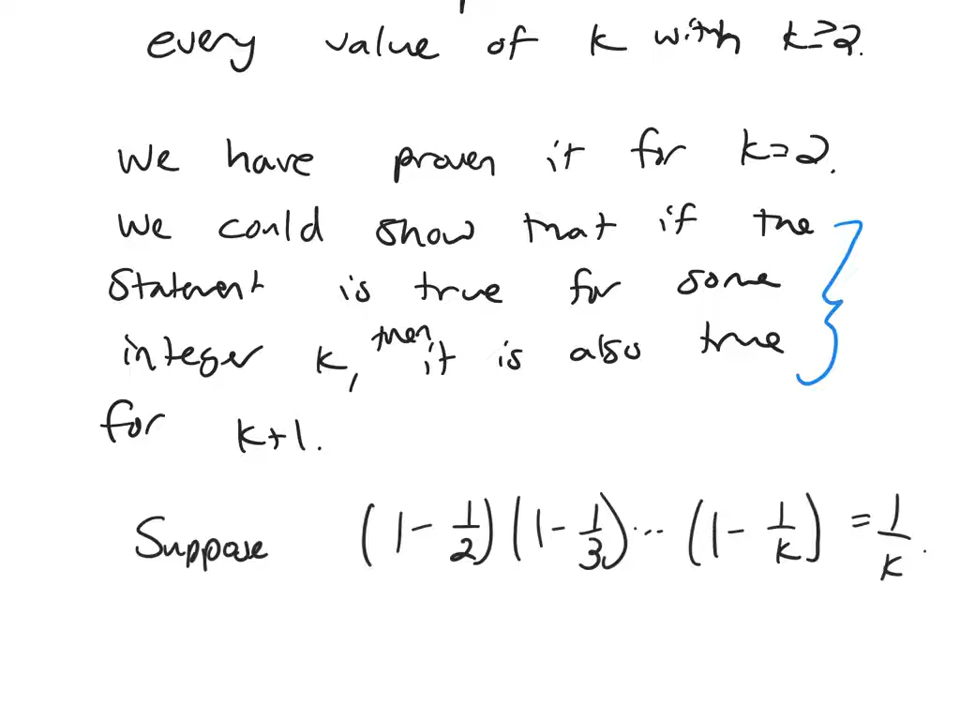 every value of k with k≥2.
We have proven it for k=2.
We could show that if the
statement is true for some
integer k, then it is also true
for k+1.
Suppose (1 - 1/2)(1 - 1/3)...(1 - 1/k) = 1/k.